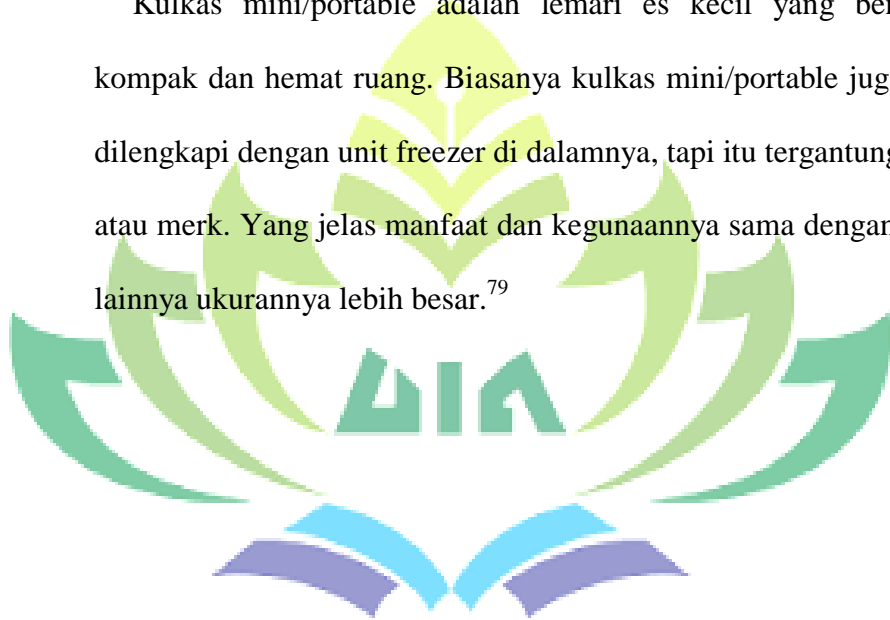 Kulkas mini/portable adalah lemari es kecil yang
kompak dan hemat ruang. Biasanya kulkas mini/portable
dilengkapi dengan unit freezer di dalamnya, tapi itu tergantung
atau merk. Yang jelas manfaat dan kegunaannya sama dengan
lainnya ukurannya lebih besar.79
UIN